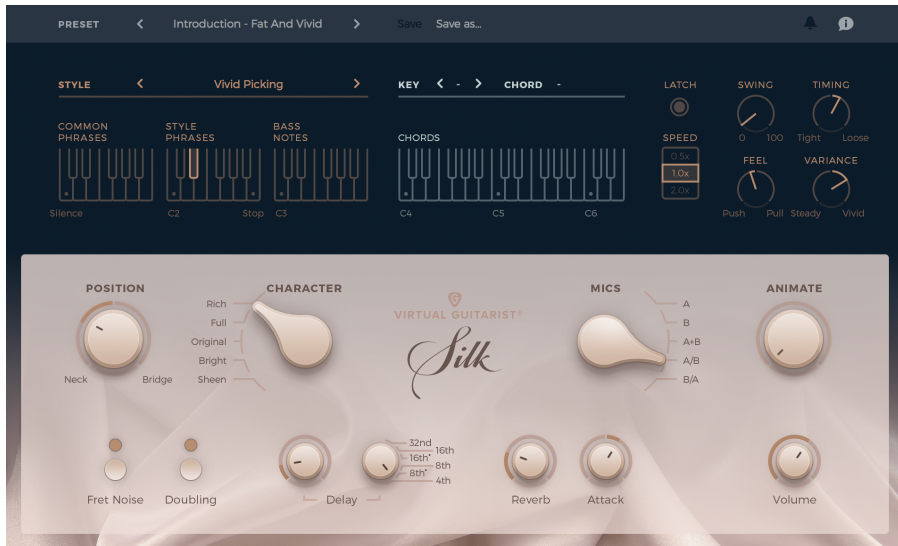 PRESET < Introduction - Fat And Vivid > Save Save as...
STYLE < Vivid Picking >
KEY < - > CHORD -
LATCH
SWING
TIMING
0 100
Tight Loose
COMMON
PHRASES
STYLE
PHRASES
BASS
NOTES
CHORDS
SPEED
0.5x
1.0x
2.0x
FEEL
VARIANCE
Push Pull
Steady Vivid
Silence
C2 Stop
C3
C4 C5 C6
POSITION
Neck Bridge
CHARACTER
Rich
Full
Original
Bright
Sheen
G
VIRTUAL GUITARIST®
Silk
MICS
A
B
A+B
A/B
B/A
ANIMATE
Fret Noise
Doubling
Delay
32nd
16th
16th*
8th
8th*
4th
Reverb
Attack
Volume